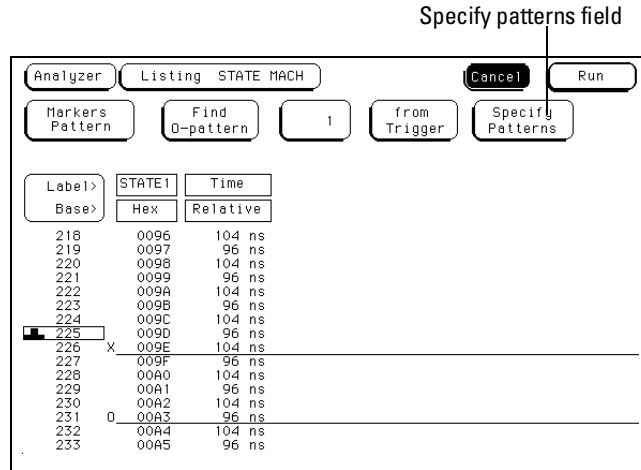 Specify patterns field
Analyzer Listing STATE MACH Cancel Run
Markers Pattern Find O-pattern 1 from Trigger Specify Patterns
Label> STATE1 Time
Base> Hex Relative
218 0096 104 ns
219 0097 96 ns
220 0098 104 ns
221 0099 96 ns
222 009A 104 ns
223 009B 96 ns
224 009C 104 ns
225 009D 96 ns
226 X 009E 104 ns
227 009F 96 ns
228 00A0 104 ns
229 00A1 96 ns
230 00A2 104 ns
231 O 00A3 96 ns
232 00A4 104 ns
233 00A5 96 ns